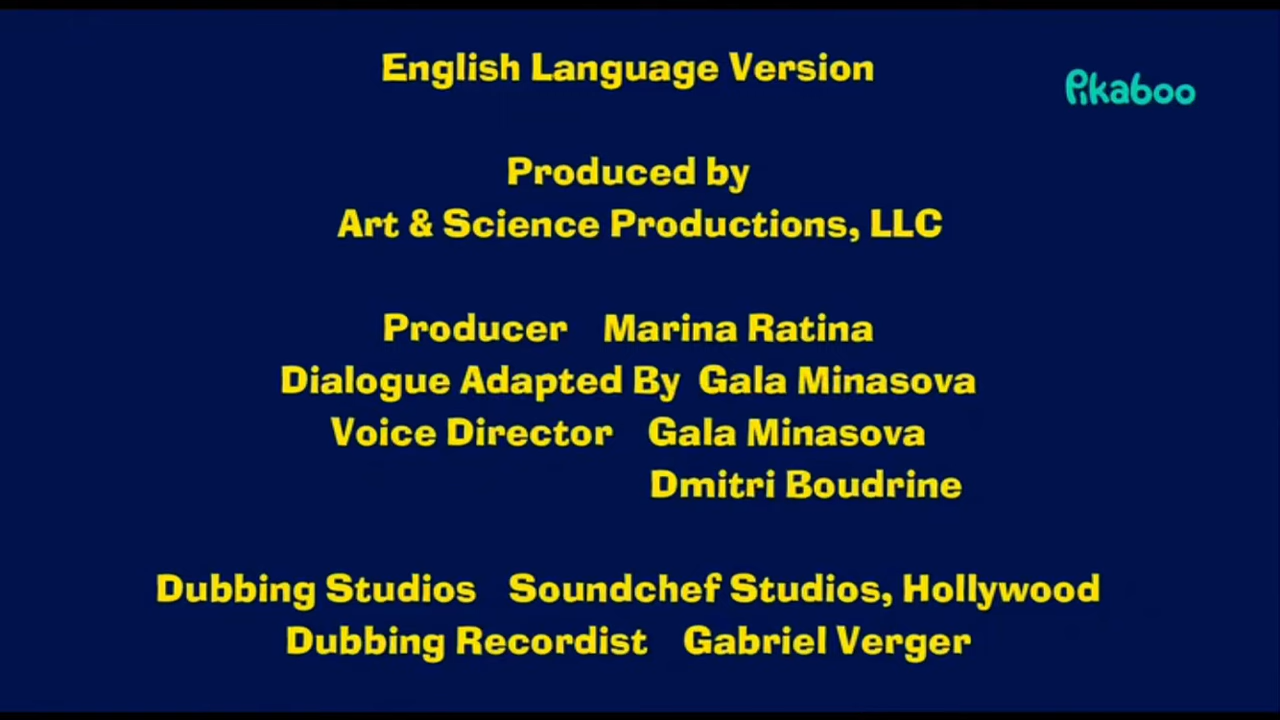 English Language Version
Pikaboo
Produced by
Art & Science Productions, LLC
Producer Marina Ratina
Dialogue Adapted By Gala Minasova
Voice Director Gala Minasova
Dmitri Boudrine
Dubbing Studios Soundchef Studios, Hollywood
Dubbing Recordist Gabriel Verger